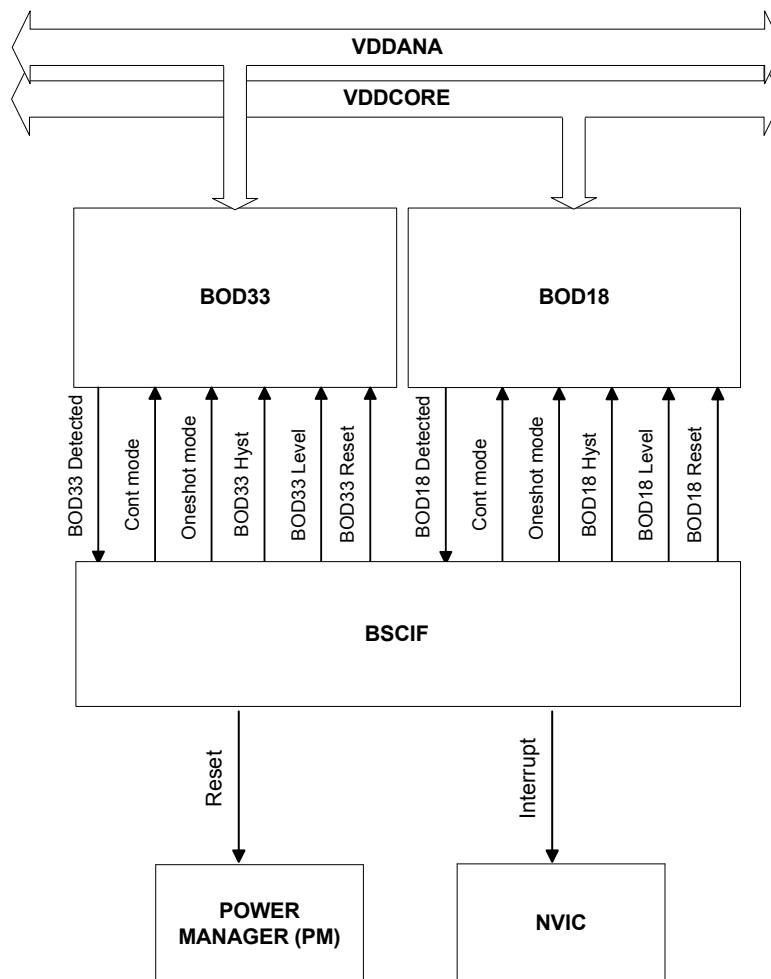 VDDANA
VDDCORE
BOD33
BOD18
BOD33 Detected
Cont mode
Oneshot mode
BOD33 Hyst
BOD33 Level
BOD33 Reset
BOD18 Detected
Cont mode
Oneshot mode
BOD18 Hyst
BOD18 Level
BOD18 Reset
BSCIF
Reset
Interrupt
POWER
MANAGER (PM)
NVIC